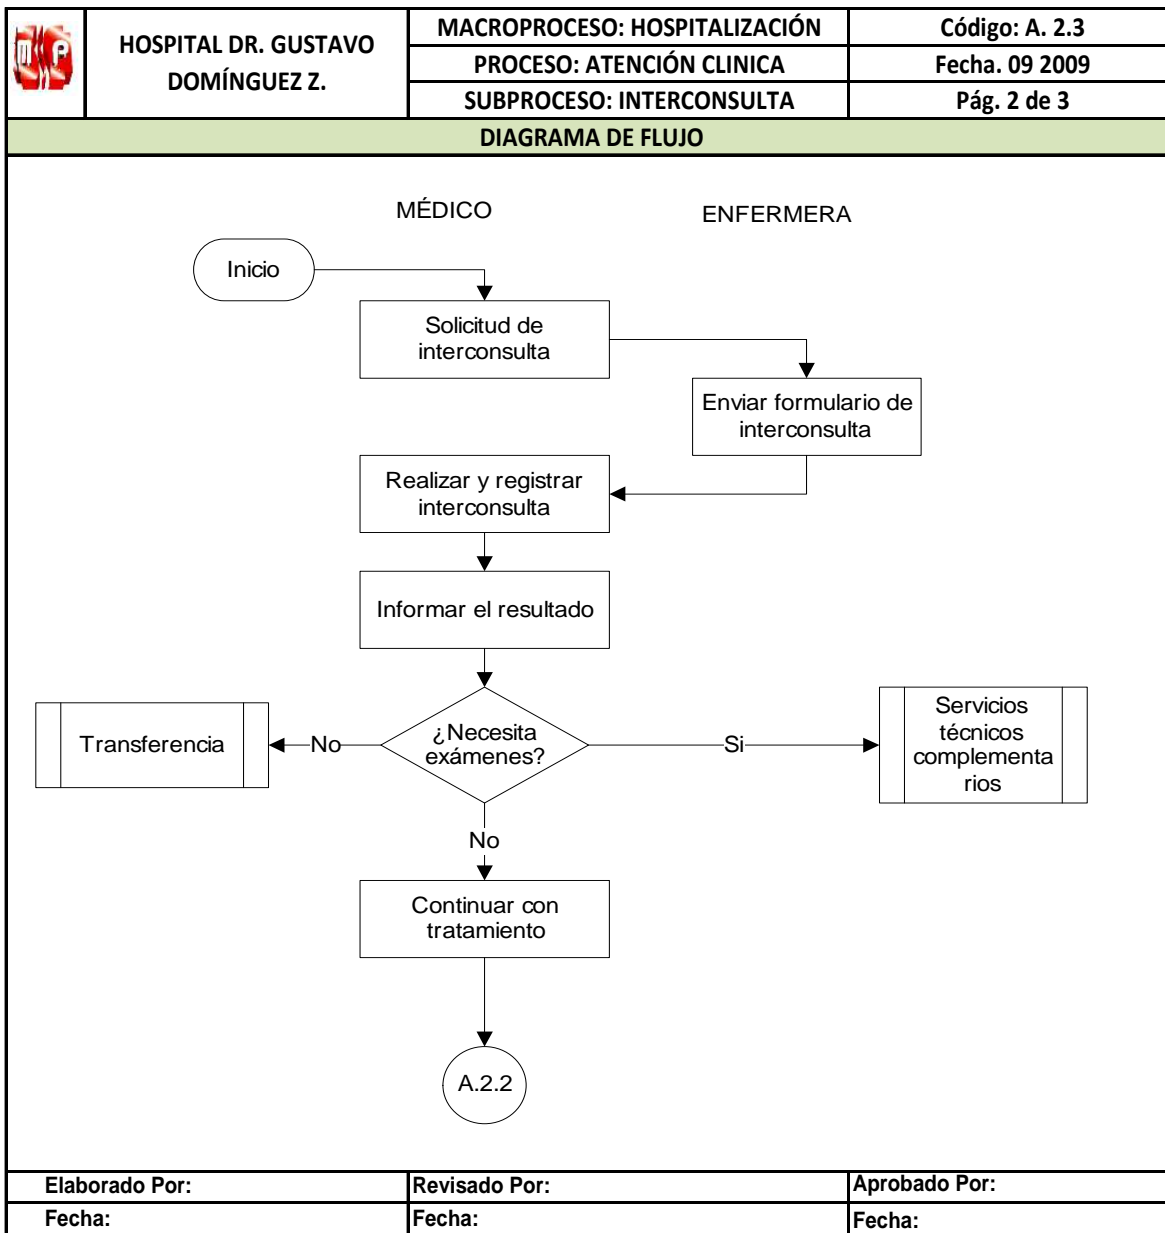 M P
HOSPITAL DR. GUSTAVO
DOMÍNGUEZ Z.
MACROPROCESO: HOSPITALIZACIÓN
Código: A. 2.3
PROCESO: ATENCIÓN CLINICA
Fecha. 09 2009
SUBPROCESO: INTERCONSULTA
Pág. 2 de 3
DIAGRAMA DE FLUJO
MÉDICO
ENFERMERA
Inicio
Solicitud de
interconsulta
Enviar formulario de
interconsulta
Realizar y registrar
interconsulta
Informar el resultado
¿Necesita
exámenes?
No
Transferencia
Si
Servicios
técnicos
complementa
rios
No
Continuar con
tratamiento
A.2.2
Elaborado Por:
Revisado Por:
Aprobado Por:
Fecha:
Fecha:
Fecha: